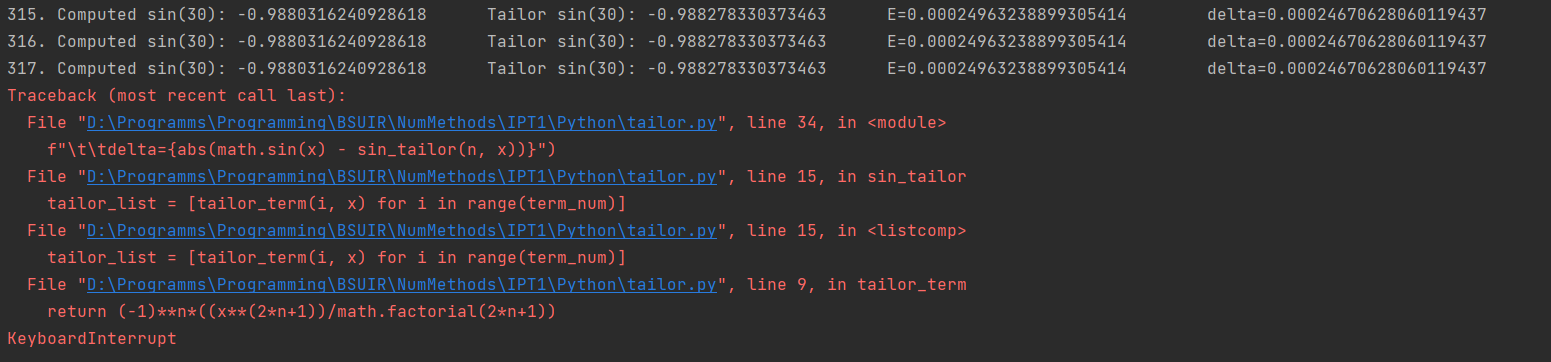 315. Computed sin(30): -0.9880316240928618      Tailor sin(30): -0.988278330373463      E=0.00024963238899305414        delta=0.00024670628060119437
316. Computed sin(30): -0.9880316240928618      Tailor sin(30): -0.988278330373463      E=0.00024963238899305414        delta=0.00024670628060119437
317. Computed sin(30): -0.9880316240928618      Tailor sin(30): -0.988278330373463      E=0.00024963238899305414        delta=0.00024670628060119437
Traceback (most recent call last):
  File "D:\Programms\Programming\BSUIR\NumMethods\IPT1\Python\tailor.py", line 34, in <module>
    f"\t\tdelta={abs(math.sin(x) - sin_tailor(n, x))}")
  File "D:\Programms\Programming\BSUIR\NumMethods\IPT1\Python\tailor.py", line 15, in sin_tailor
    tailor_list = [tailor_term(i, x) for i in range(term_num)]
  File "D:\Programms\Programming\BSUIR\NumMethods\IPT1\Python\tailor.py", line 15, in <listcomp>
    tailor_list = [tailor_term(i, x) for i in range(term_num)]
  File "D:\Programms\Programming\BSUIR\NumMethods\IPT1\Python\tailor.py", line 9, in tailor_term
    return (-1)**n*((x**(2*n+1))/math.factorial(2*n+1))
KeyboardInterrupt